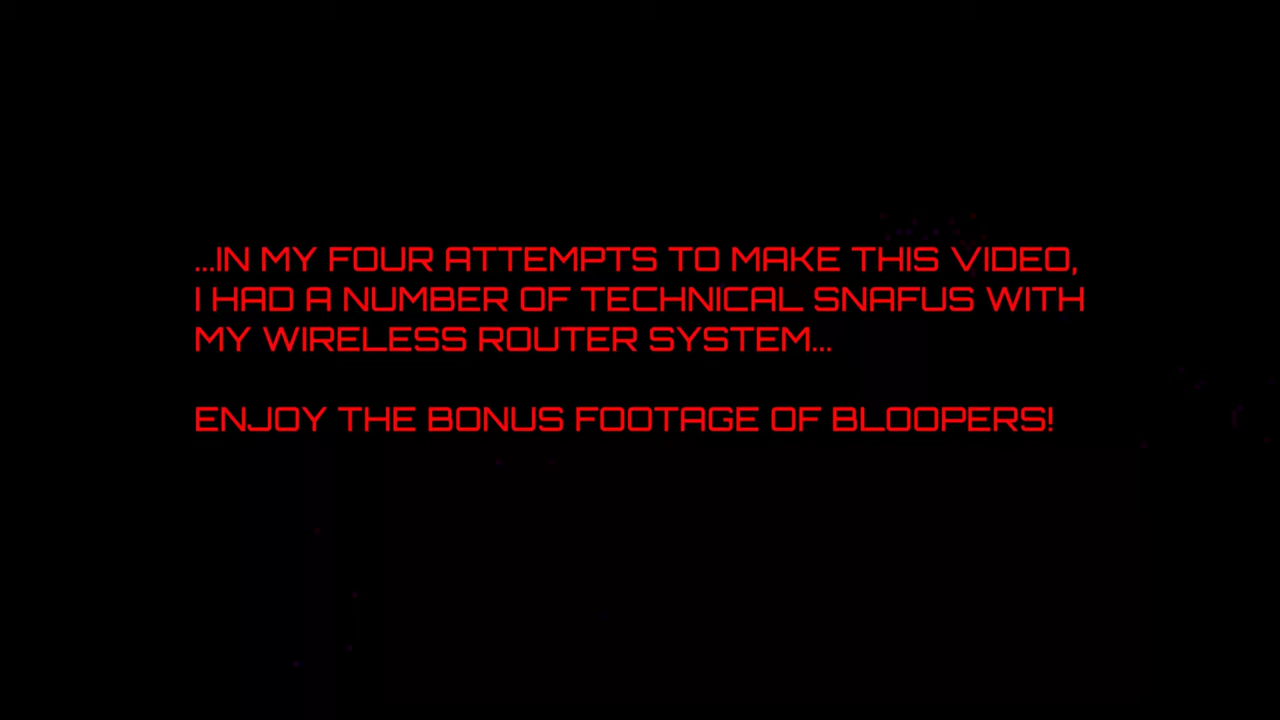 ...IN MY FOUR ATTEMPTS TO MAKE THIS VIDEO,
I HAD A NUMBER OF TECHNICAL SNAFUS WITH
MY WIRELESS ROUTER SYSTEM...
ENJOY THE BONUS FOOTAGE OF BLOOPERS!